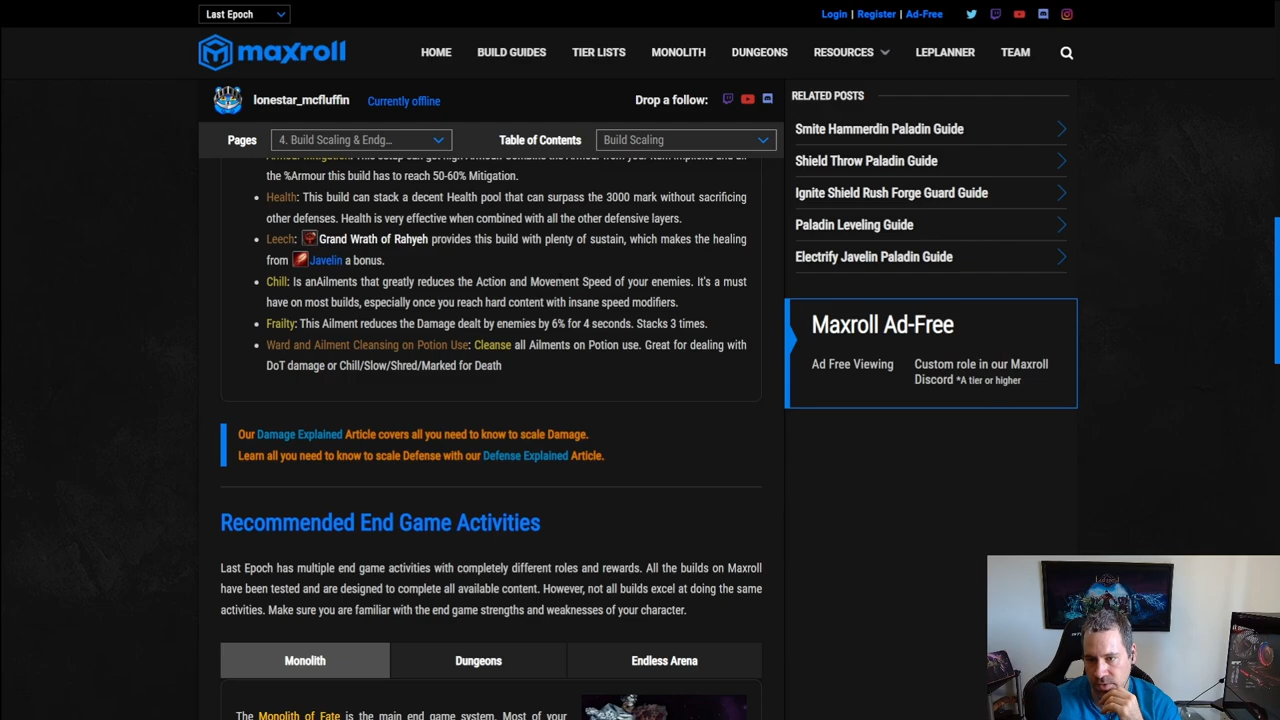 Last Epoch
Login | Register | Ad-Free
maxroll
HOME BUILD GUIDES TIER LISTS MONOLITH DUNGEONS RESOURCES LEPLANNER TEAM
lonestar_mcfluffin Currently offline Drop a follow:
Pages 4. Build Scaling & Endg... Table of Contents Build Scaling
the %Armour this build has to reach 50-60% Mitigation.
Health: This build can stack a decent Health pool that can surpass the 3000 mark without sacrificing
other defenses. Health is very effective when combined with all the other defensive layers.
Leech: Grand Wrath of Rahyeh provides this build with plenty of sustain, which makes the healing
from Javelin a bonus.
Chill: Is anAilments that greatly reduces the Action and Movement Speed of your enemies. It's a must
have on most builds, especially once you reach hard content with insane speed modifiers.
Frailty: This Ailment reduces the Damage dealt by enemies by 6% for 4 seconds. Stacks 3 times.
Ward and Ailment Cleansing on Potion Use: Cleanse all Ailments on Potion use. Great for dealing with
DoT damage or Chill/Slow/Shred/Marked for Death
Our Damage Explained Article covers all you need to know to scale Damage.
Learn all you need to know to scale Defense with our Defense Explained Article.
Recommended End Game Activities
Last Epoch has multiple end game activities with completely different roles and rewards. All the builds on Maxroll
have been tested and are designed to complete all available content. However, not all builds excel at doing the same
activities. Make sure you are familiar with the end game strengths and weaknesses of your character.
Monolith Dungeons Endless Arena
The Monolith of Fate is the main end game system. Most of your
RELATED POSTS
Smite Hammerdin Paladin Guide
Shield Throw Paladin Guide
Ignite Shield Rush Forge Guard Guide
Paladin Leveling Guide
Electrify Javelin Paladin Guide
Maxroll Ad-Free
Ad Free Viewing
Custom role in our Maxroll
Discord *A tier or higher